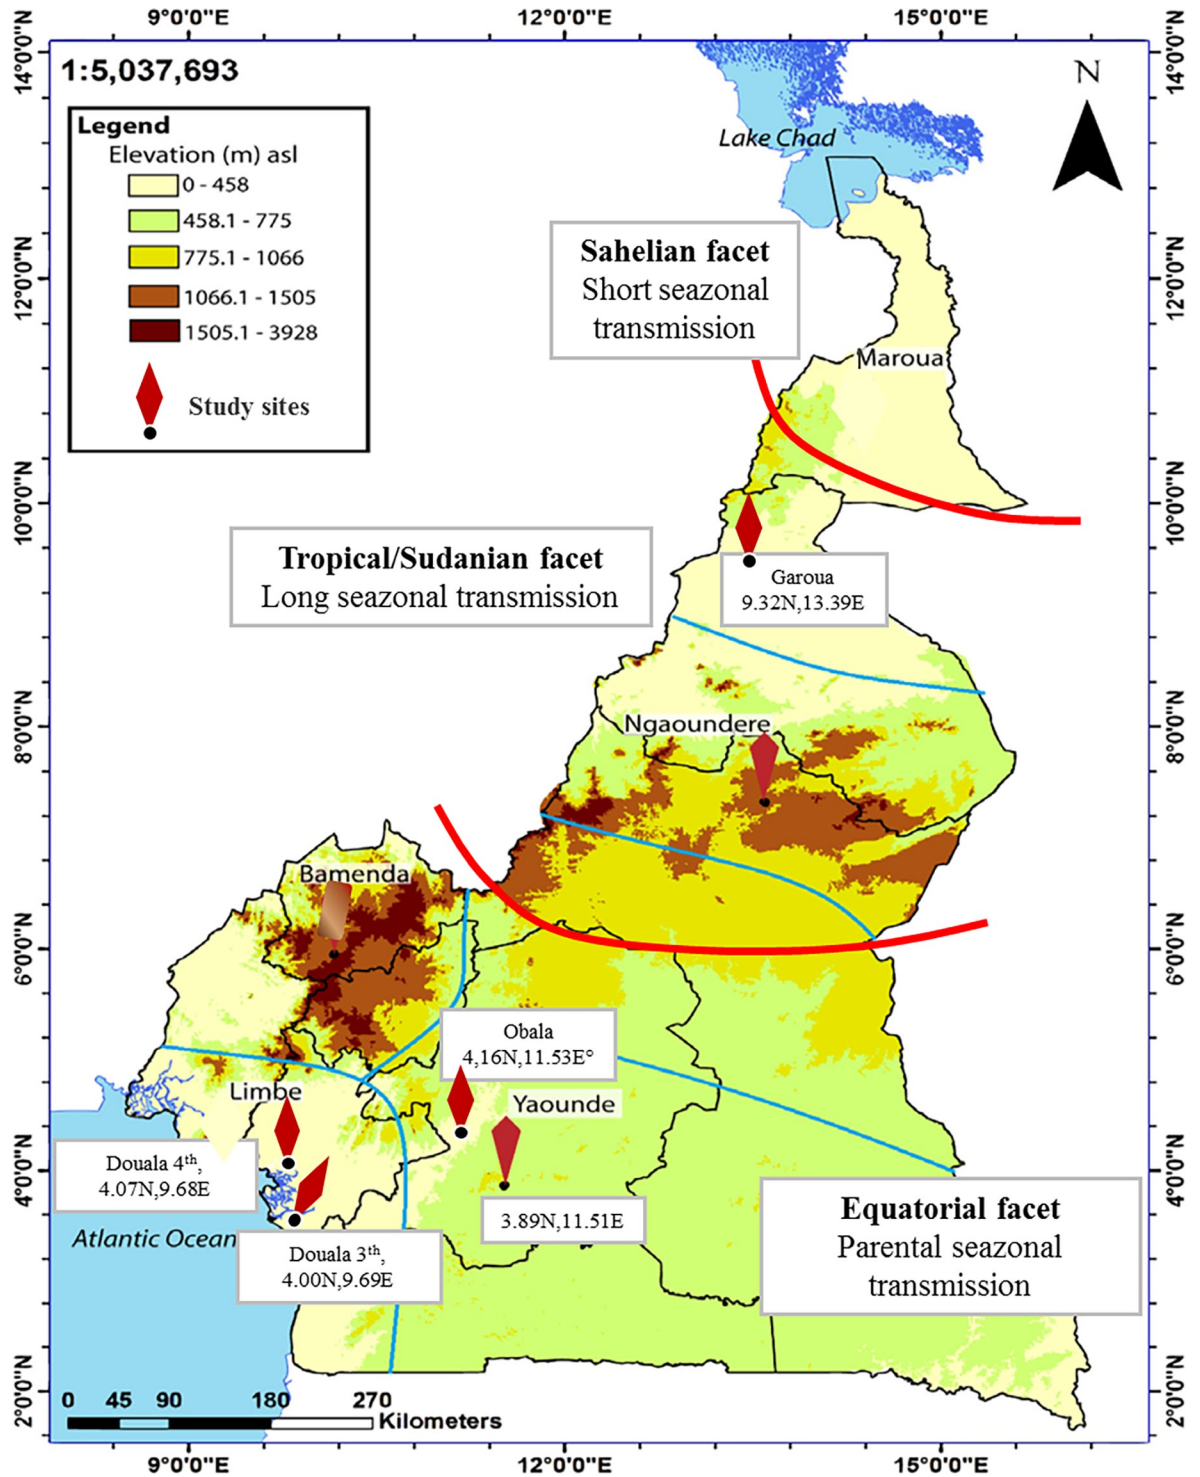 9°0'0"E
12°0'0"E
15°0'0"E
14°0'0"N
12°0'0"N
10°0'0"N
8°0'0"N
6°0'0"N
4°0'0"N
2°0'0"N
14°0'0"N
12°0'0"N
10°0'0"N
8°0'0"N
6°0'0"N
4°0'0"N
2°0'0"N
1:5,037,693
N
Legend
Elevation (m) asl
0 - 458
458.1 - 775
775.1 - 1066
1066.1 - 1505
1505.1 - 3928
Study sites
Lake Chad
Sahelian facet
Short seazonal
transmission
Maroua
Tropical/Sudanian facet
Long seazonal transmission
Garoua
9.32N,13.39E
Ngaoundere
Bamenda
Obala
4,16N,11.53E°
Limbe
Yaounde
Douala 4th,
4.07N,9.68E
3.89N,11.51E
Equatorial facet
Parental seazonal
transmission
Atlantic Ocean
Douala 3th,
4.00N,9.69E
0 45 90 180 270
Kilometers
9°0'0"E
12°0'0"E
15°0'0"E